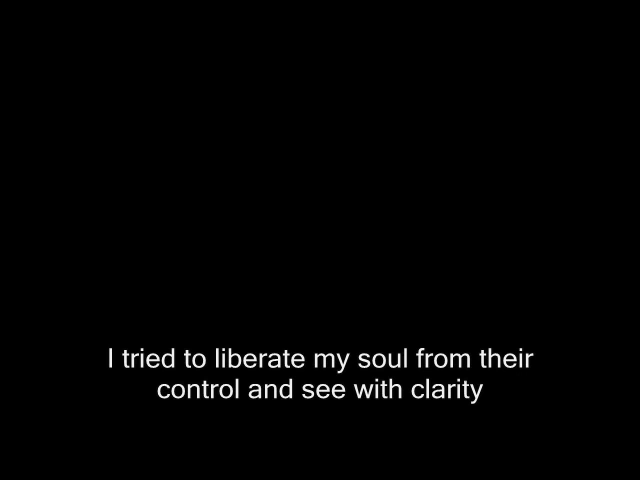 I tried to liberate my soul from their
control and see with clarity